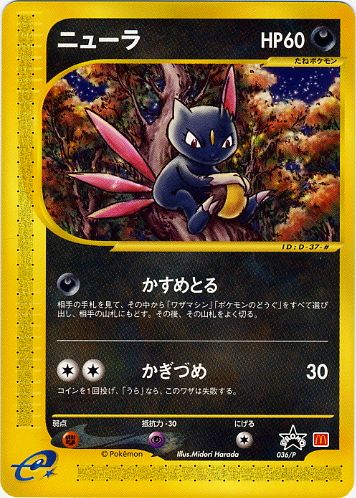 ニューラ
HP60
たねポケモン
ID:D-37-#
かすめとる
相手の手札を見て、その中から「ワザマシン」「ポケモンのどうぐ」をすべて選び
出し、相手の山札にもどす。その後、その山札をよく切る。
かぎづめ 30
コインを1回投げ、「うら」なら、このワザは失敗する。
弱点 抵抗力・30 にげる
© Pokémon Illus.Midori Harada
036/P
e